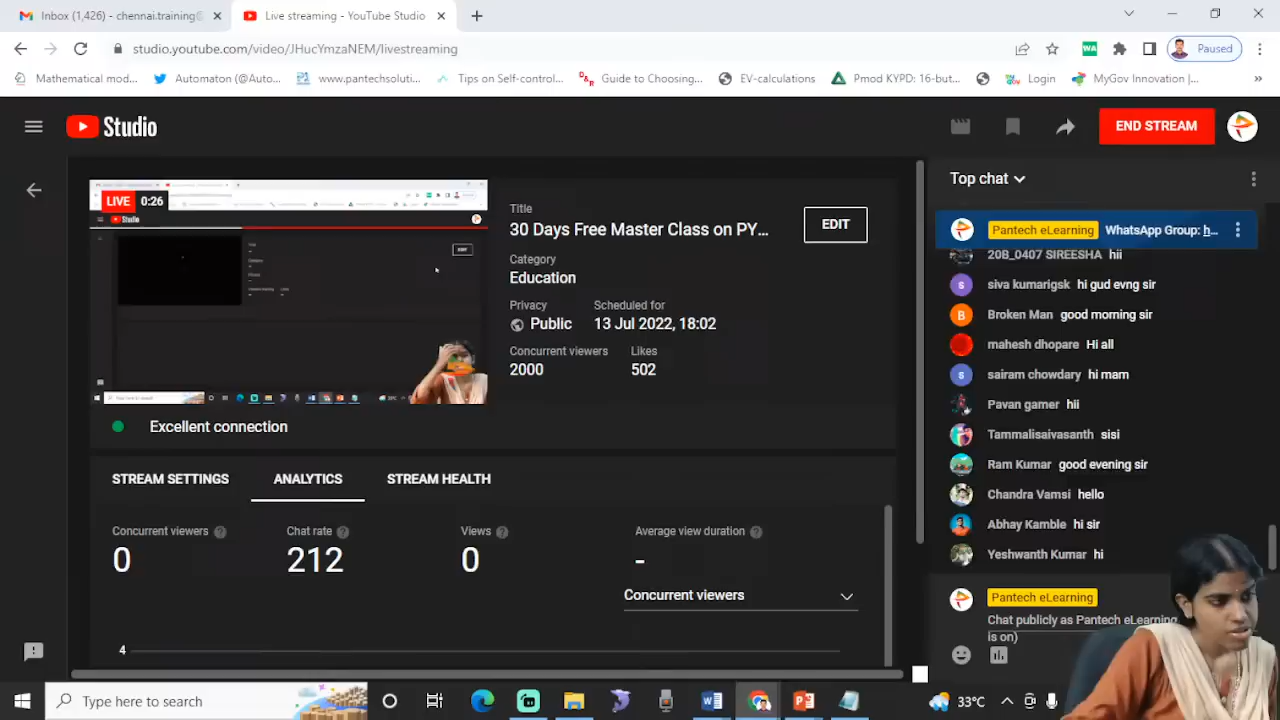 Inbox (1,426) - chennai.training@
Live streaming - YouTube Studio
studio.youtube.com/video/JHucYmzaNEM/livestreaming
Paused
Mathematical mod...
Automaton (@Auto...
www.pantechsoluti...
Tips on Self-control...
Guide to Choosing...
EV-calculations
Pmod KYPD: 16-but...
Login
MyGov Innovation |...
»
Studio
END STREAM
LIVE 0:26
Title
30 Days Free Master Class on PY...
EDIT
Category
Education
Privacy
Public
Scheduled for
13 Jul 2022, 18:02
Concurrent viewers
2000
Likes
502
Excellent connection
STREAM SETTINGS
ANALYTICS
STREAM HEALTH
Concurrent viewers
0
Chat rate
212
Views
0
Average view duration
-
Concurrent viewers
4
Top chat
Pantech eLearning WhatsApp Group: h...
20B_0407 SIREESHA hii
siva kumarigsk hi gud evng sir
Broken Man good morning sir
mahesh dhopare Hi all
sairam chowdary hi mam
Pavan gamer hii
Tammalisaivasanth sisi
Ram Kumar good evening sir
Chandra Vamsi hello
Abhay Kamble hi sir
Yeshwanth Kumar hi
Pantech eLearning
Chat publicly as Pantech eLearning
is on)
Type here to search
33°C